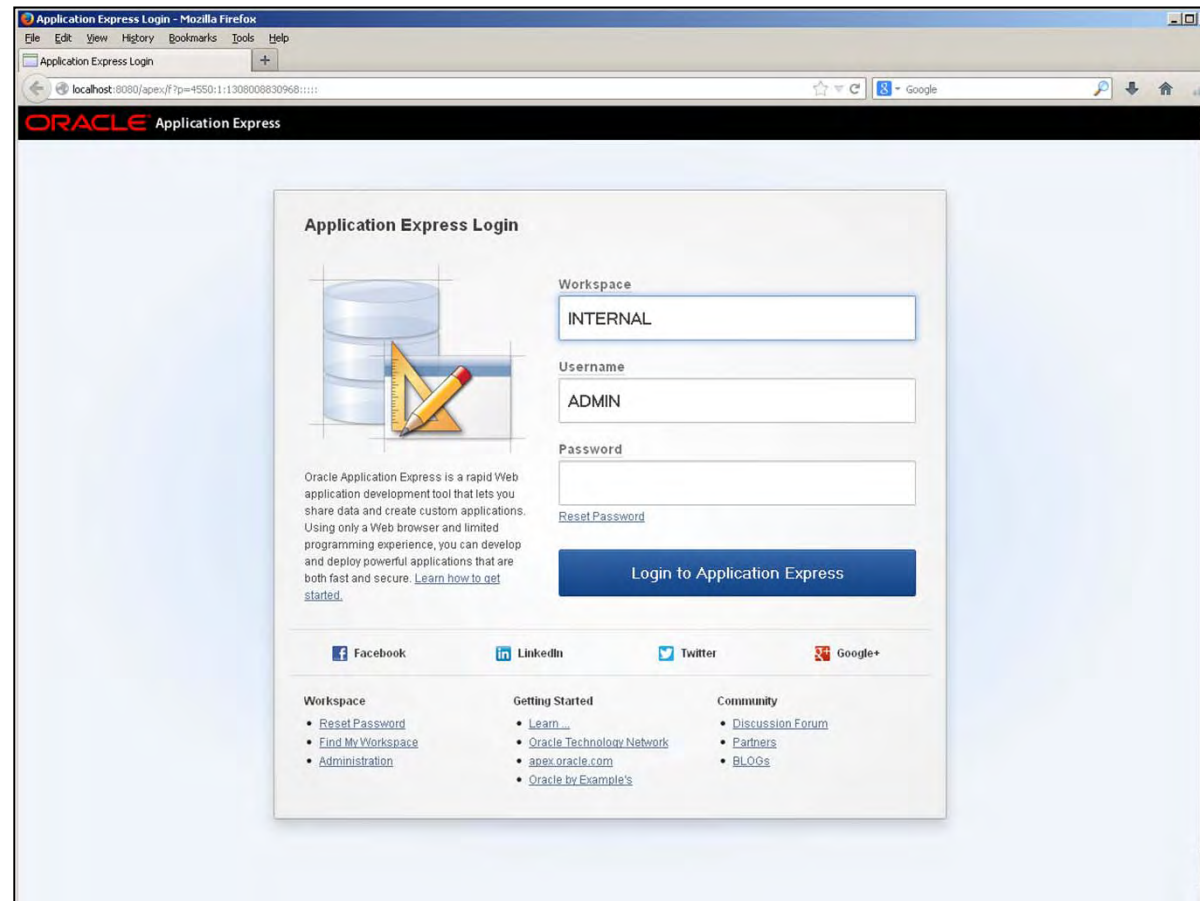 Application Express Login - Mozilla Firefox
File Edit View History Bookmarks Tools Help
Application Express Login +
localhost:8080/apex/f?p=4550:1:1308008830968::::: Google
ORACLE Application Express
Application Express Login
Workspace
INTERNAL
Username
ADMIN
Password
Reset Password
Login to Application Express
Oracle Application Express is a rapid Web
application development tool that lets you
share data and create custom applications.
Using only a Web browser and limited
programming experience, you can develop
and deploy powerful applications that are
both fast and secure. Learn how to get
started.
Facebook LinkedIn Twitter Google+
Workspace
• Reset Password
• Find My Workspace
• Administration
Getting Started
• Learn ...
• Oracle Technology Network
• apex.oracle.com
• Oracle by Example's
Community
• Discussion Forum
• Partners
• BLOGs